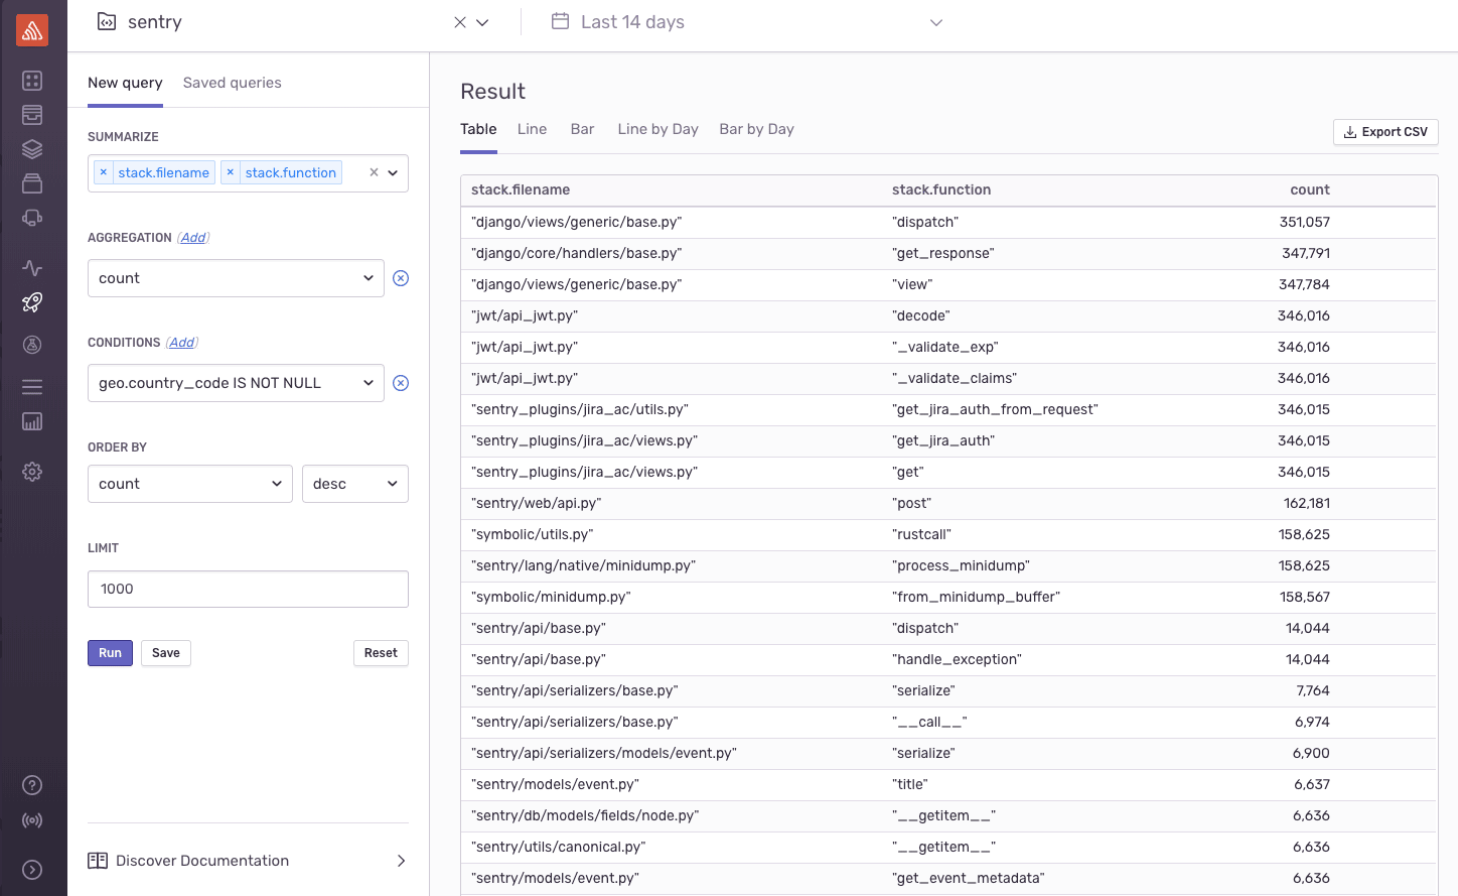 sentry
Last 14 days
New query Saved queries
SUMMARIZE
× stack.filename × stack.function ×
AGGREGATION (Add)
count
CONDITIONS (Add)
geo.country_code IS NOT NULL
ORDER BY
count desc
LIMIT
1000
Run Save Reset
Discover Documentation
Result
Table Line Bar Line by Day Bar by Day
Export CSV
stack.filename stack.function count
"django/views/generic/base.py" "dispatch" 351,057
"django/core/handlers/base.py" "get_response" 347,791
"django/views/generic/base.py" "view" 347,784
"jwt/api_jwt.py" "decode" 346,016
"jwt/api_jwt.py" "_validate_exp" 346,016
"jwt/api_jwt.py" "_validate_claims" 346,016
"sentry_plugins/jira_ac/utils.py" "get_jira_auth_from_request" 346,015
"sentry_plugins/jira_ac/views.py" "get_jira_auth" 346,015
"sentry_plugins/jira_ac/views.py" "get" 346,015
"sentry/web/api.py" "post" 162,181
"symbolic/utils.py" "rustcall" 158,625
"sentry/lang/native/minidump.py" "process_minidump" 158,625
"symbolic/minidump.py" "from_minidump_buffer" 158,567
"sentry/api/base.py" "dispatch" 14,044
"sentry/api/base.py" "handle_exception" 14,044
"sentry/api/serializers/base.py" "serialize" 7,764
"sentry/api/serializers/base.py" "__call__" 6,974
"sentry/api/serializers/models/event.py" "serialize" 6,900
"sentry/models/event.py" "title" 6,637
"sentry/db/models/fields/node.py" "__getitem__" 6,636
"sentry/utils/canonical.py" "__getitem__" 6,636
"sentry/models/event.py" "get_event_metadata" 6,636